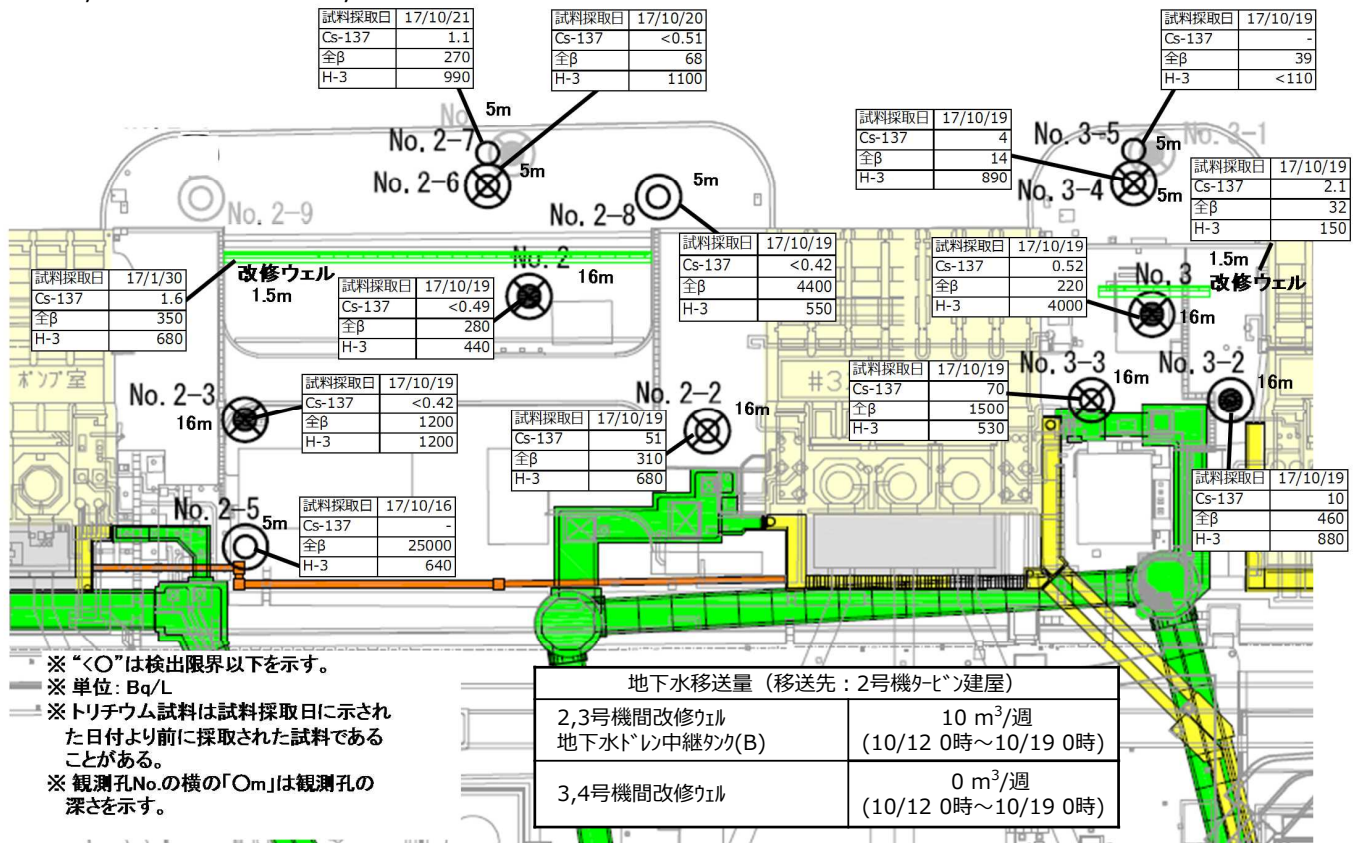 試料採取日 17/10/21
Cs-137 1.1
全β 270
H-3 990
試料採取日 17/10/20
Cs-137 <0.51
全β 68
H-3 1100
試料採取日 17/10/19
Cs-137 -
全β 39
H-3 <110
試料採取日 17/10/19
Cs-137 4
全β 14
H-3 890
試料採取日 17/10/19
Cs-137 2.1
全β 32
H-3 150
No
5m
No. 2-7
No. 2-6
5m
No. 2-9
No. 2-8
5m
No. 3-5
No. 3-1
5m
No. 3-4
5m
試料採取日 17/1/30
Cs-137 1.6
全β 350
H-3 680
改修ウェル
1.5m
試料採取日 17/10/19
Cs-137 <0.49
全β 280
H-3 440
No. 2
16m
試料採取日 17/10/19
Cs-137 <0.42
全β 4400
H-3 550
試料採取日 17/10/19
Cs-137 0.52
全β 220
H-3 4000
1.5m
改修ウェル
No. 3
16m
ポンプ室
No. 2-3
16m
試料採取日 17/10/19
Cs-137 <0.42
全β 1200
H-3 1200
試料採取日 17/10/19
Cs-137 51
全β 310
H-3 680
No. 2-2
16m
#3
試料採取日 17/10/19
Cs-137 70
全β 1500
H-3 530
No. 3-3
16m
No. 3-2
16m
試料採取日 17/10/19
Cs-137 10
全β 460
H-3 880
No. 2-5
5m
試料採取日 17/10/16
Cs-137 -
全β 25000
H-3 640
※ “<〇”は検出限界以下を示す。
※ 単位: Bq/L
※ トリチウム試料は試料採取日に示され
た日付より前に採取された試料である
ことがある。
※ 観測孔No.の横の「〇m」は観測孔の
深さを示す。
地下水移送量（移送先：2号機ﾀｰﾋﾞﾝ建屋）
2,3号機間改修ｳｪﾙ
地下水ﾄﾞﾚﾝ中継ﾀﾝｸ(B)
10 m³/週
(10/12 0時～10/19 0時)
3,4号機間改修ｳｪﾙ
0 m³/週
(10/12 0時～10/19 0時)